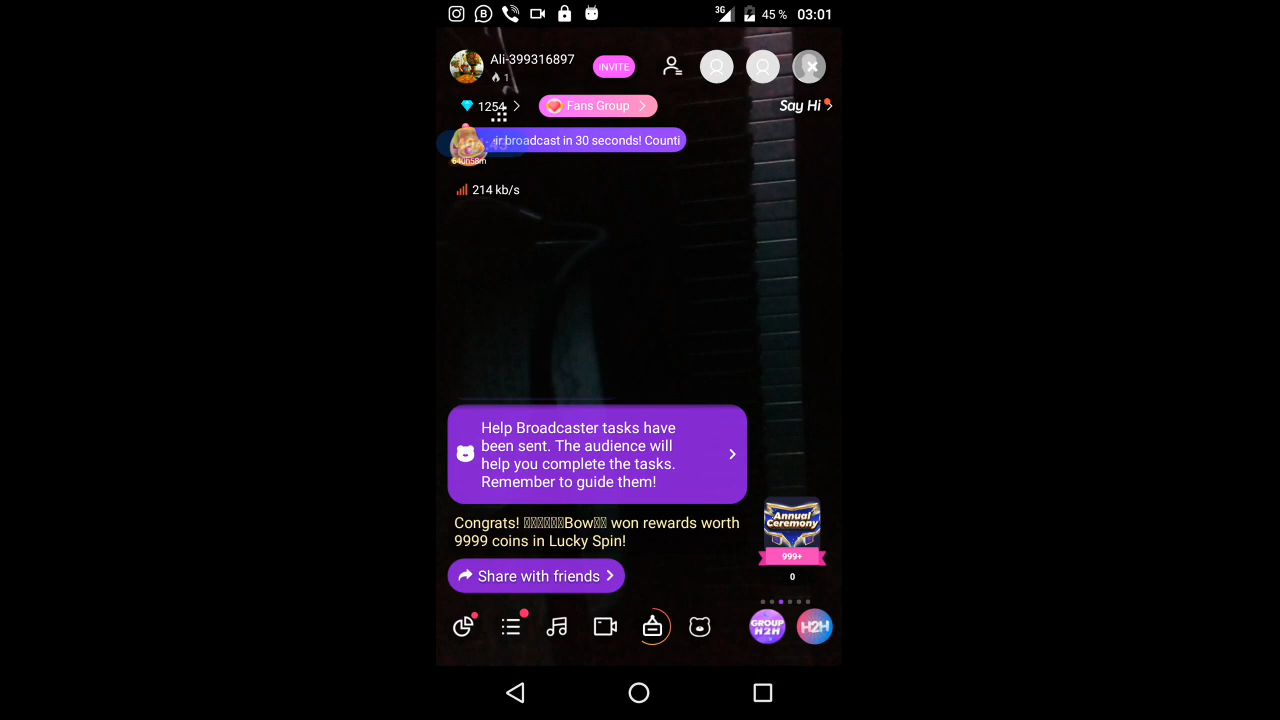 3G 45 % 03:01
Ali-399316897
1
INVITE
1254
Fans Group
Say Hi
ir broadcast in 30 seconds! Counti
214 kb/s
Help Broadcaster tasks have
been sent. The audience will
help you complete the tasks.
Remember to guide them!
Congrats! Bow won rewards worth
9999 coins in Lucky Spin!
Annual
Ceremony
999+
0
Share with friends
GROUP
H2H
H2H